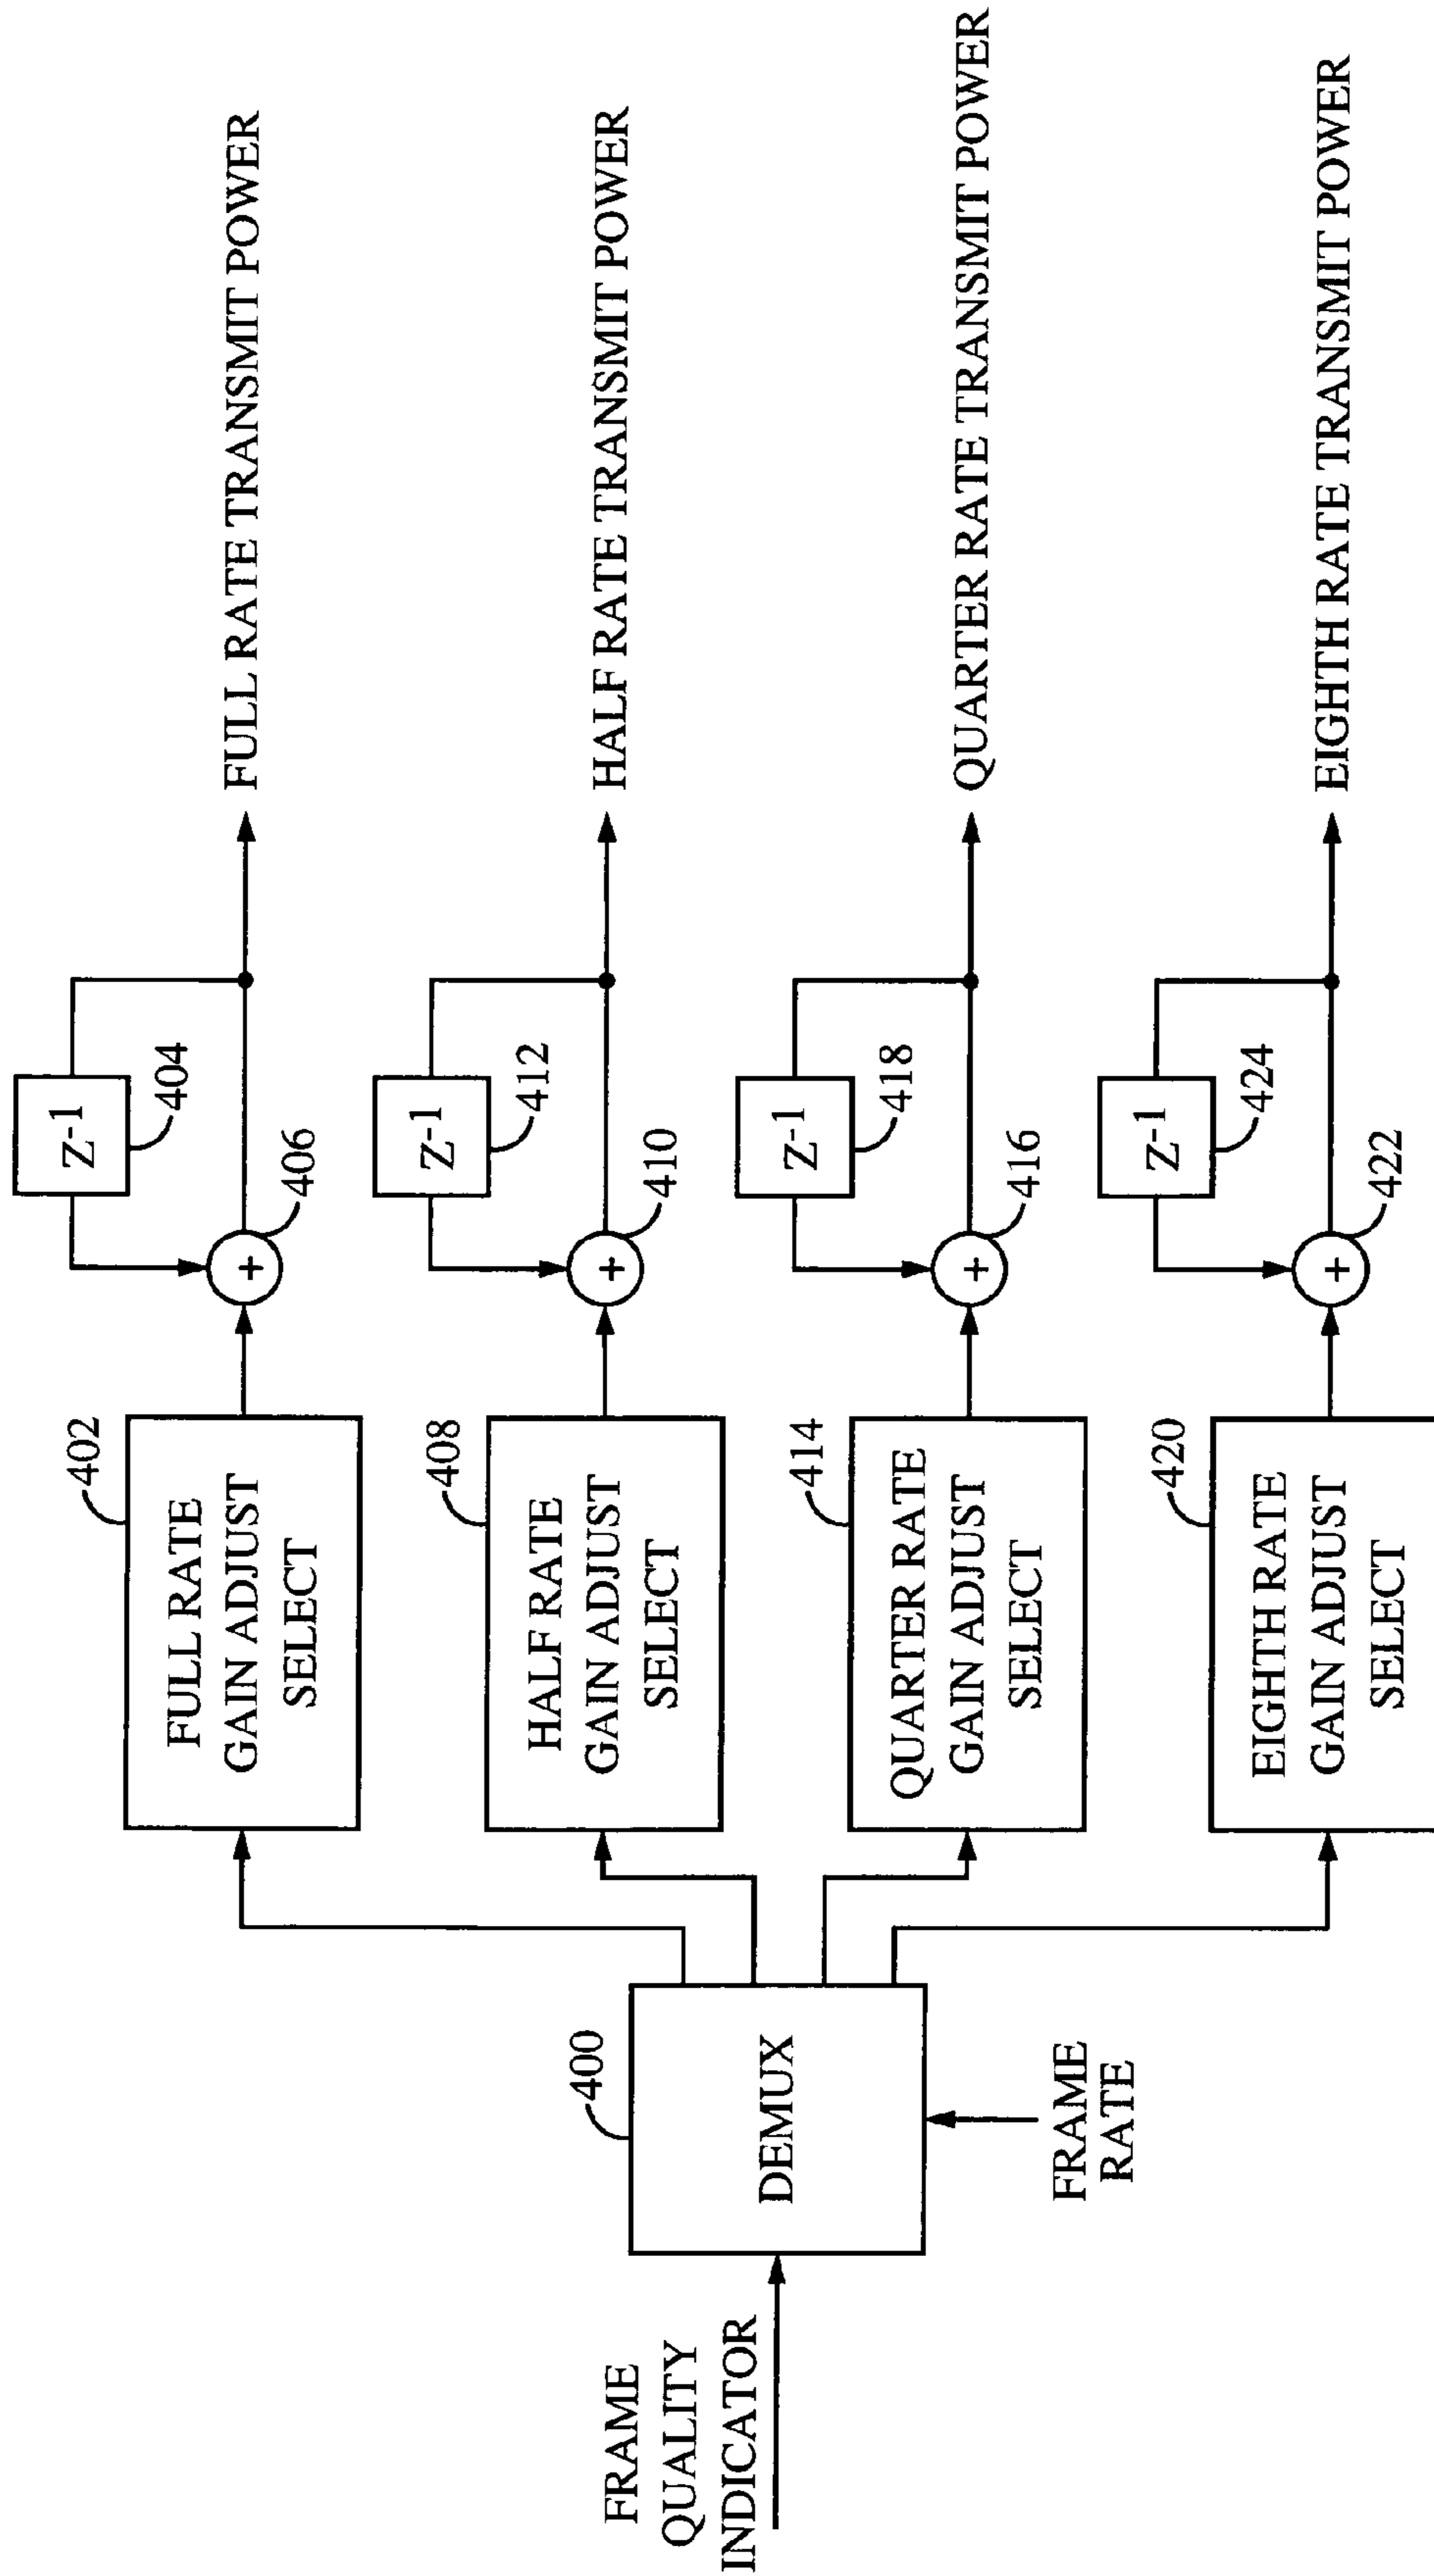 FRAME
QUALITY
INDICATOR
400
DEMUX
FRAME
RATE
402
FULL RATE
GAIN ADJUST
SELECT
406
Z-1
404
FULL RATE TRANSMIT POWER
+
408
HALF RATE
GAIN ADJUST
SELECT
410
Z-1
412
HALF RATE TRANSMIT POWER
+
414
QUARTER RATE
GAIN ADJUST
SELECT
416
Z-1
418
QUARTER RATE TRANSMIT POWER
+
420
EIGHTH RATE
GAIN ADJUST
SELECT
422
Z-1
424
EIGHTH RATE TRANSMIT POWER
+